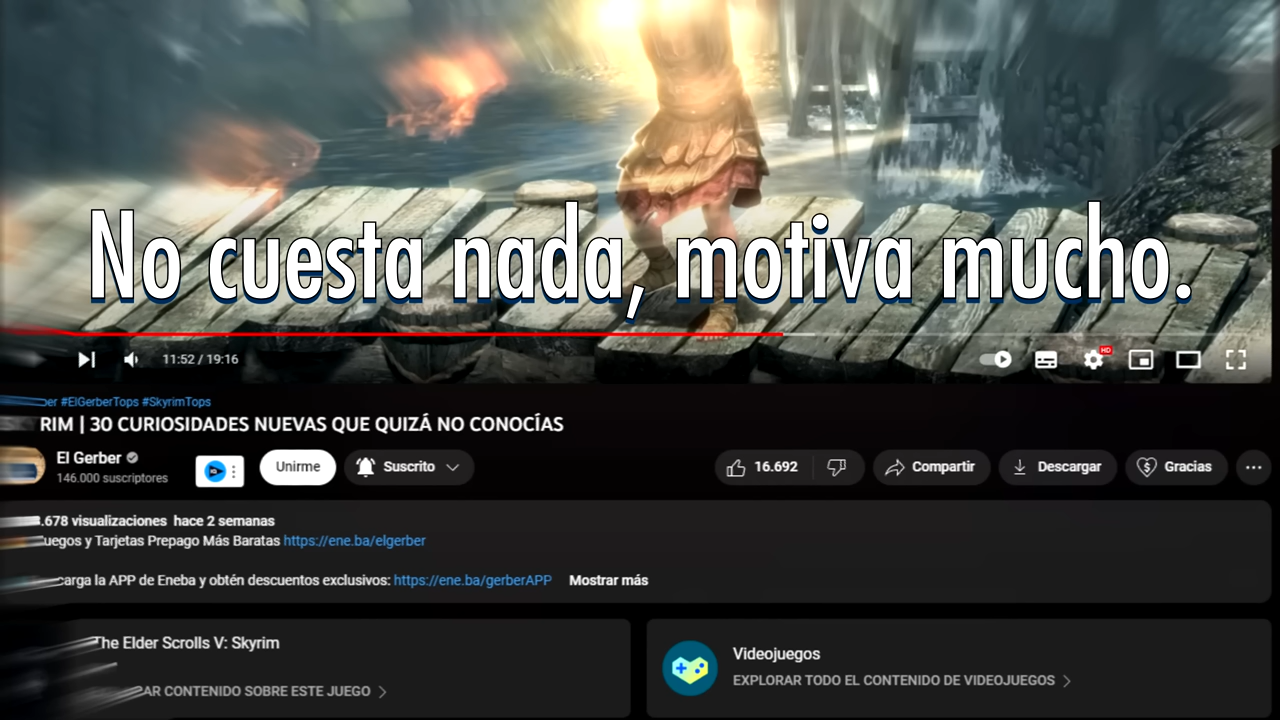 No cuesta nada, motiva mucho.
11:52 / 19:16
HD
#ElGerberTops #SkyrimTops
RIM | 30 CURIOSIDADES NUEVAS QUE QUIZÁ NO CONOCÍAS
El Gerber
146.000 suscriptores
Unirme
Suscrito
16.692
Compartir
Descargar
Gracias
.678 visualizaciones hace 2 semanas
uegos y Tarjetas Prepago Más Baratas https://ene.ba/elgerber
carga la APP de Eneba y obtén descuentos exclusivos: https://ene.ba/gerberAPP Mostrar más
The Elder Scrolls V: Skyrim
AR CONTENIDO SOBRE ESTE JUEGO
Videojuegos
EXPLORAR TODO EL CONTENIDO DE VIDEOJUEGOS